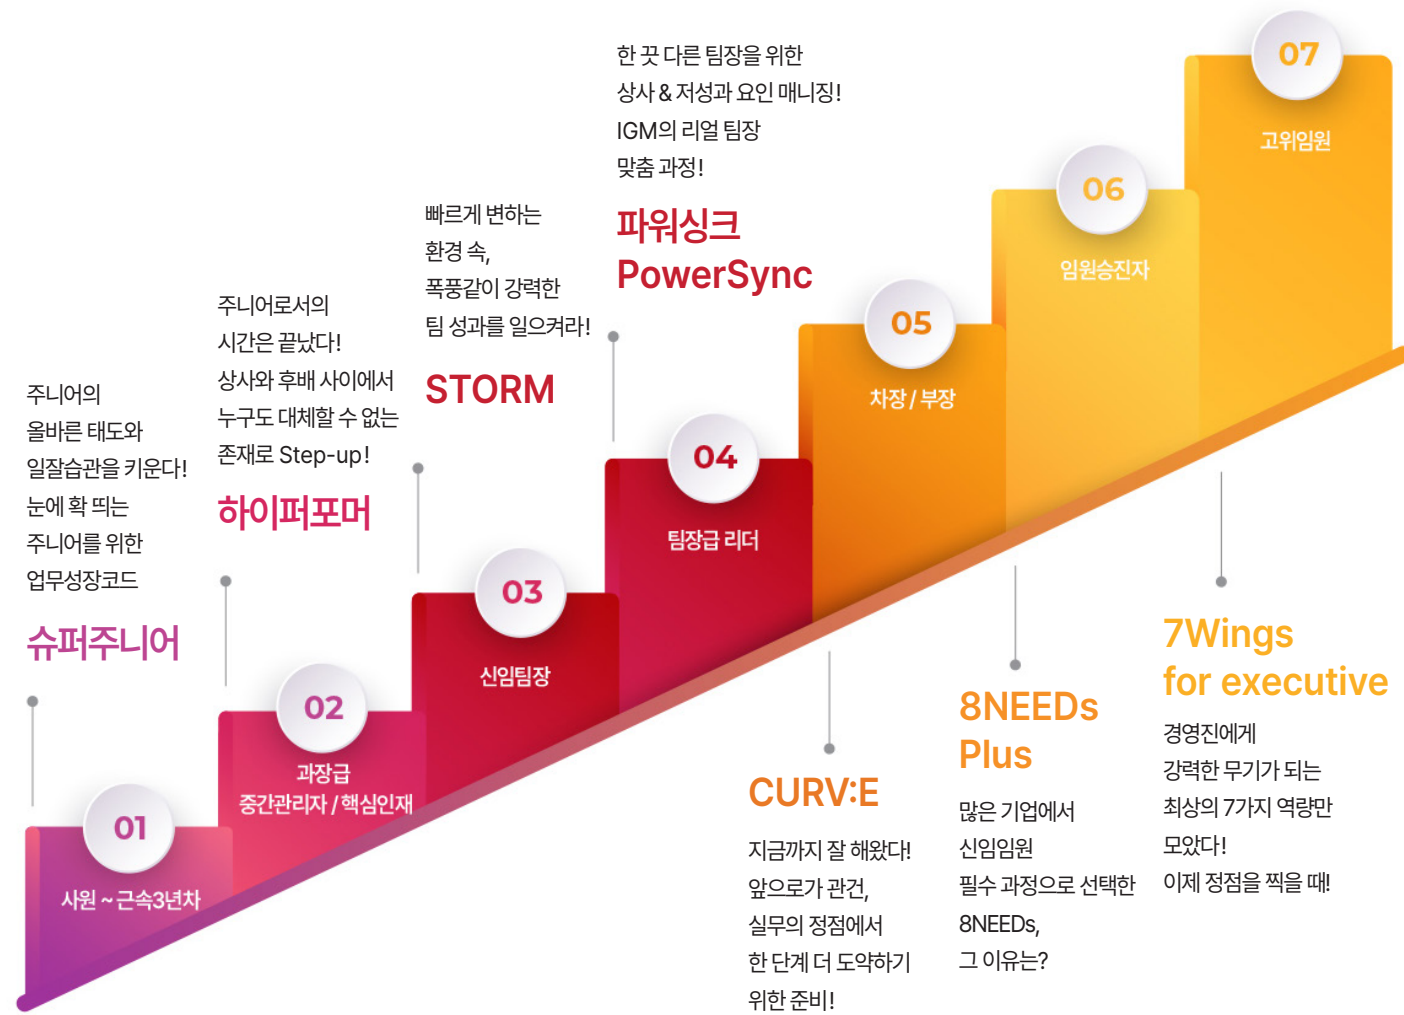 주니어의
올바른 태도와
일잘습관을 키운다!
눈에 확 띄는
주니어를 위한
업무성장코드
슈퍼주니어
01
사원 ~ 근속3년차
주니어로서의
시간은 끝났다!
상사와 후배 사이에서
누구도 대체할 수 없는
존재로 Step-up!
하이퍼포머
02
과장급
중간관리자 / 핵심인재
빠르게 변하는
환경 속,
폭풍같이 강력한
팀 성과를 일으켜라!
STORM
03
신임팀장
한 끗 다른 팀장을 위한
상사 & 저성과 요인 매니징!
IGM의 리얼 팀장
맞춤 과정!
파워싱크
PowerSync
04
팀장급 리더
05
차장 / 부장
CURV:E
지금까지 잘 해왔다!
앞으로가 관건,
실무의 정점에서
한 단계 더 도약하기
위한 준비!
06
임원승진자
8NEEDs
Plus
많은 기업에서
신임임원
필수 과정으로 선택한
8NEEDs,
그 이유는?
07
고위임원
7Wings
for executive
경영진에게
강력한 무기가 되는
최상의 7가지 역량만
모았다!
이제 정점을 찍을 때!